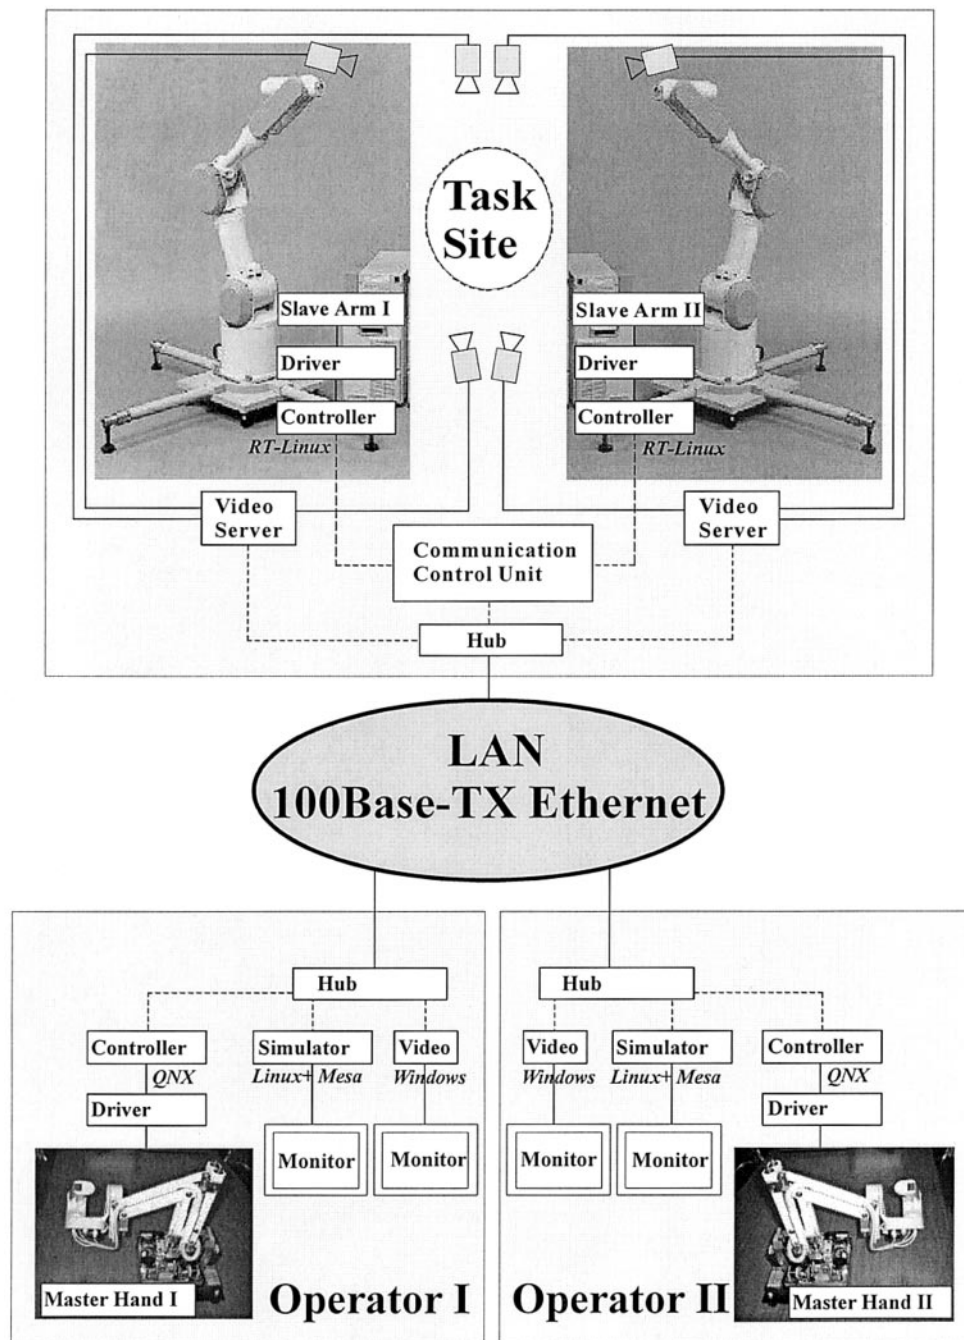 Task
Site
Slave Arm I
Driver
Controller
RT-Linux
Slave Arm II
Driver
Controller
RT-Linux
Video
Server
Communication
Control Unit
Video
Server
Hub
LAN
100Base-TX Ethernet
Hub
Controller
QNX
Driver
Simulator
Linux+ Mesa
Video
Windows
Monitor
Monitor
Master Hand I
Operator I
Hub
Video
Windows
Simulator
Linux+ Mesa
Controller
QNX
Driver
Monitor
Monitor
Master Hand II
Operator II